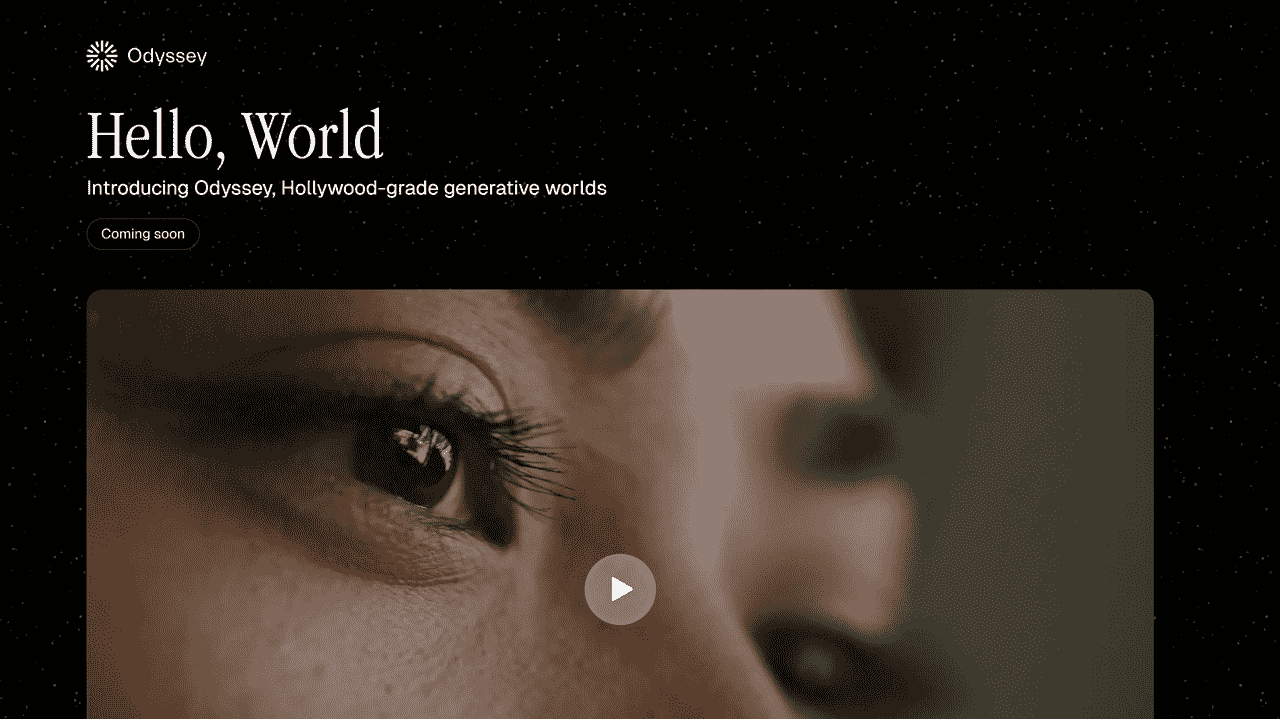 Odyssey
Hello, World
Introducing Odyssey, Hollywood-grade generative worlds
Coming soon